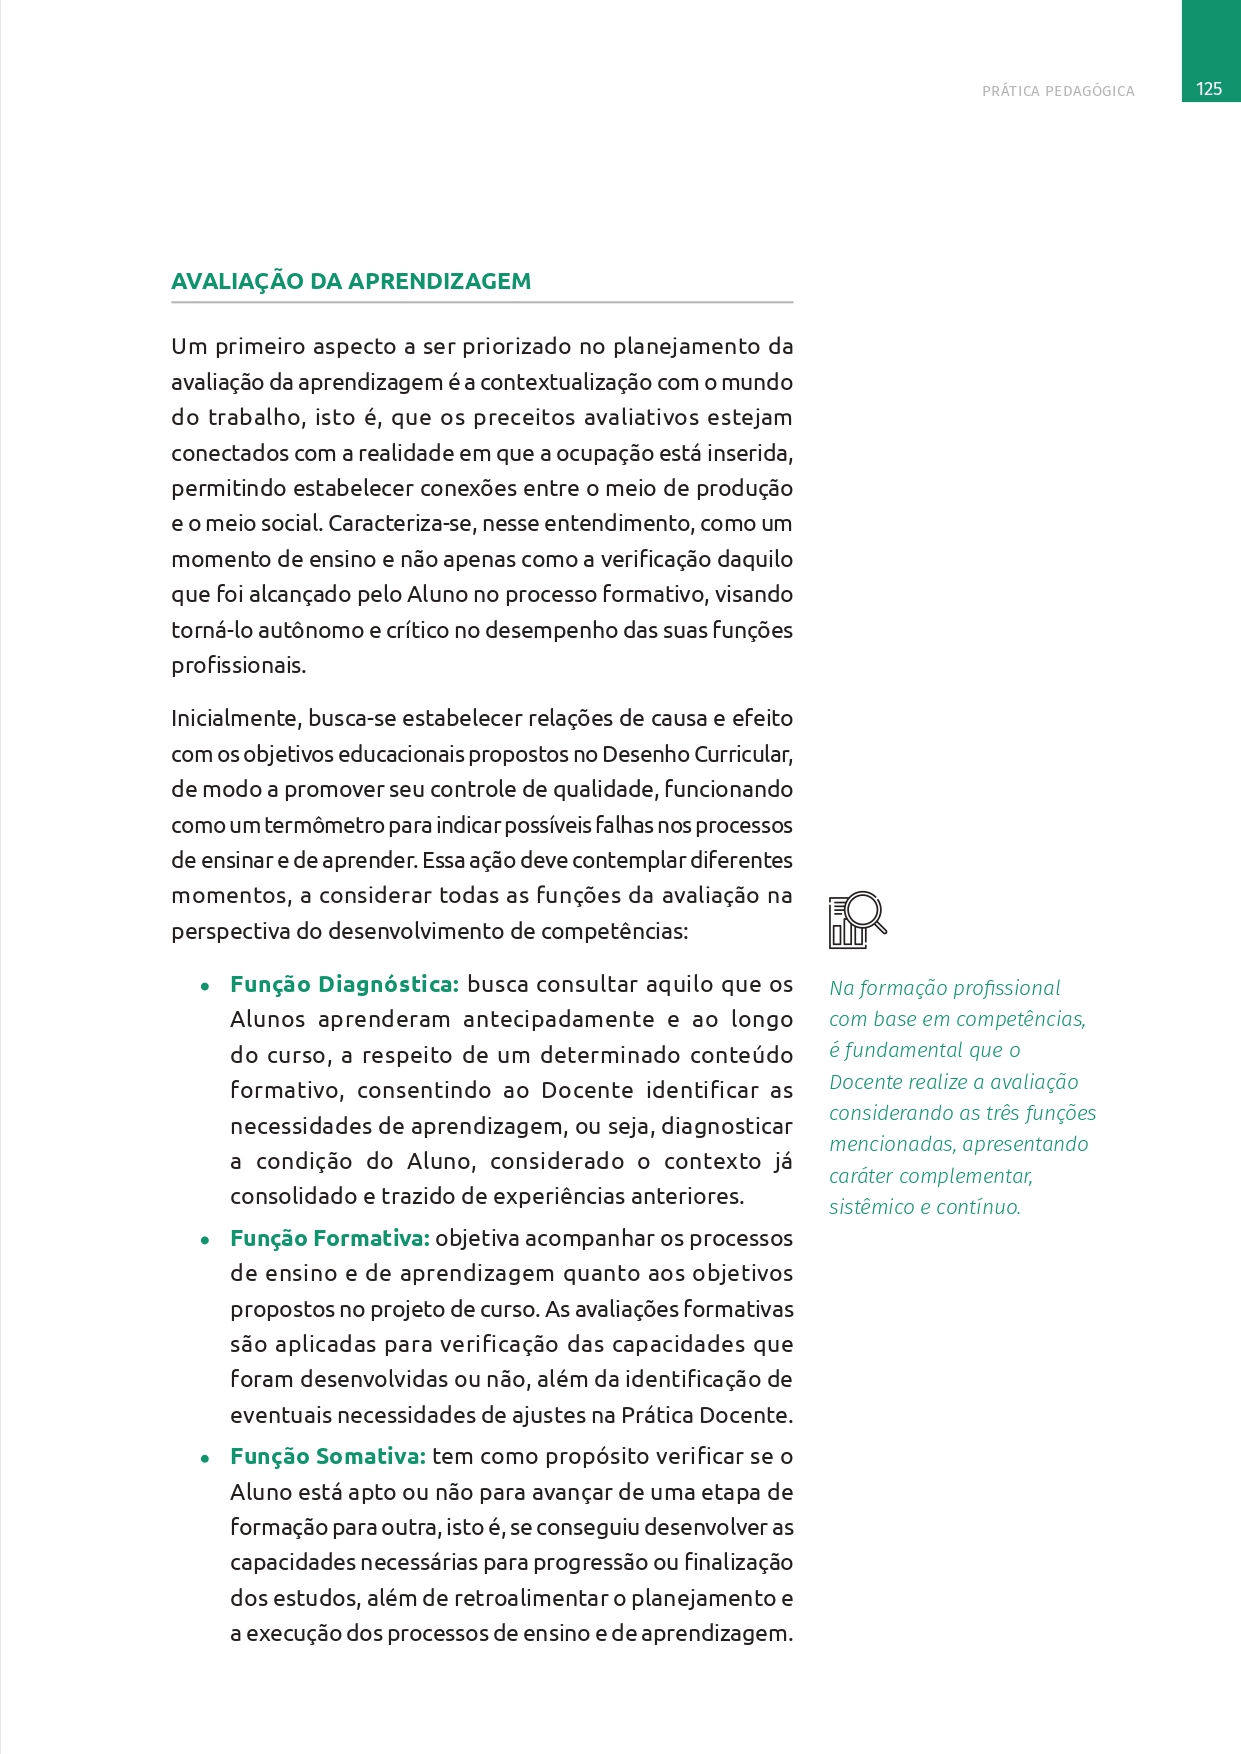 PRÁTICA PEDAGÓGICA
125
AVALIAÇÃO DA APRENDIZAGEM
Um primeiro aspecto a ser priorizado no planejamento da
avaliação da aprendizagem é a contextualização com o mundo
do trabalho, isto é, que os preceitos avaliativos estejam
conectados com a realidade em que a ocupação está inserida,
permitindo estabelecer conexões entre o meio de produção
e o meio social. Caracteriza-se, nesse entendimento, como um
momento de ensino e não apenas como a verificação daquilo
que foi alcançado pelo Aluno no processo formativo, visando
torná-lo autônomo e crítico no desempenho das suas funções
profissionais.
Inicialmente, busca-se estabelecer relações de causa e efeito
com os objetivos educacionais propostos no Desenho Curricular,
de modo a promover seu controle de qualidade, funcionando
como um termômetro para indicar possíveis falhas nos processos
de ensinar e de aprender. Essa ação deve contemplar diferentes
momentos, a considerar todas as funções da avaliação na
perspectiva do desenvolvimento de competências:
• Função Diagnóstica: busca consultar aquilo que os
Alunos aprenderam antecipadamente e ao longo
do curso, a respeito de um determinado conteúdo
formativo, consentindo ao Docente identificar as
necessidades de aprendizagem, ou seja, diagnosticar
a condição do Aluno, considerado o contexto já
consolidado e trazido de experiências anteriores.
• Função Formativa: objetiva acompanhar os processos
de ensino e de aprendizagem quanto aos objetivos
propostos no projeto de curso. As avaliações formativas
são aplicadas para verificação das capacidades que
foram desenvolvidas ou não, além da identificação de
eventuais necessidades de ajustes na Prática Docente.
• Função Somativa: tem como propósito verificar se o
Aluno está apto ou não para avançar de uma etapa de
formação para outra, isto é, se conseguiu desenvolver as
capacidades necessárias para progressão ou finalização
dos estudos, além de retroalimentar o planejamento e
a execução dos processos de ensino e de aprendizagem.
Na formação profissional
com base em competências,
é fundamental que o
Docente realize a avaliação
considerando as três funções
mencionadas, apresentando
caráter complementar,
sistêmico e contínuo.